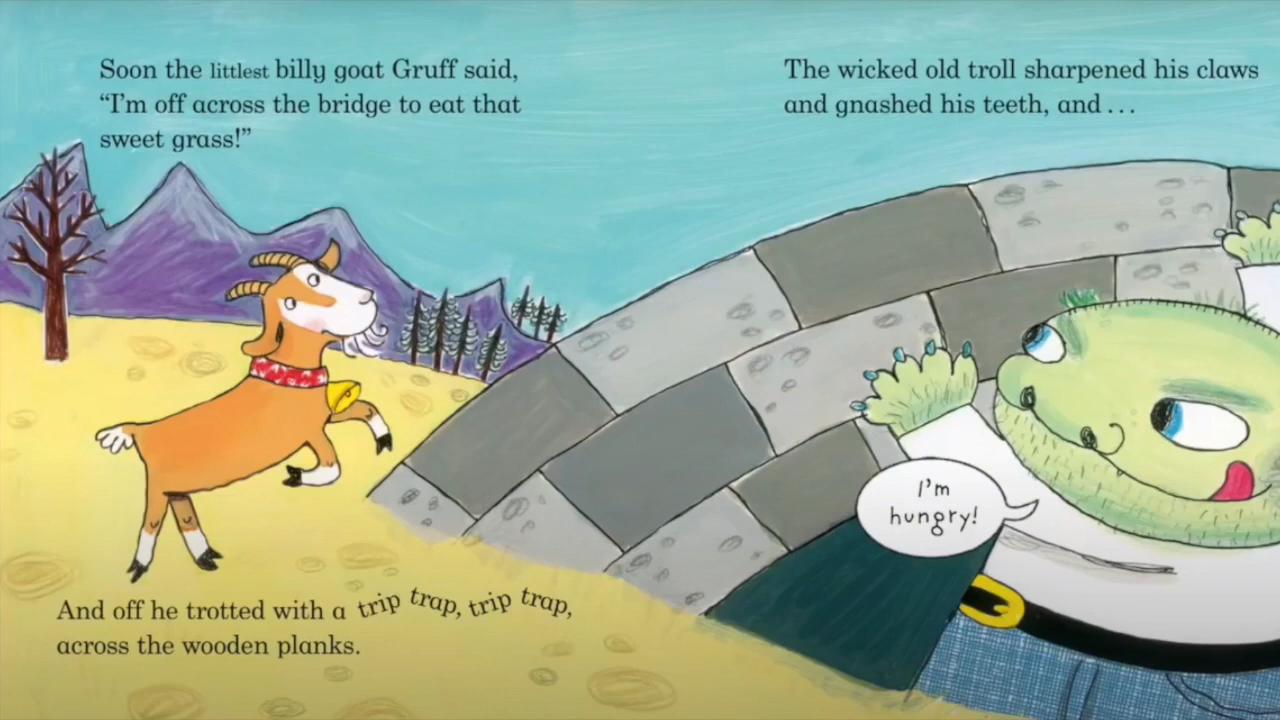 Soon the littlest billy goat Gruff said,
“I’m off across the bridge to eat that
sweet grass!”
And off he trotted with a trip trap, trip trap,
across the wooden planks.
The wicked old troll sharpened his claws
and gnashed his teeth, and ...
I’m
hungry!